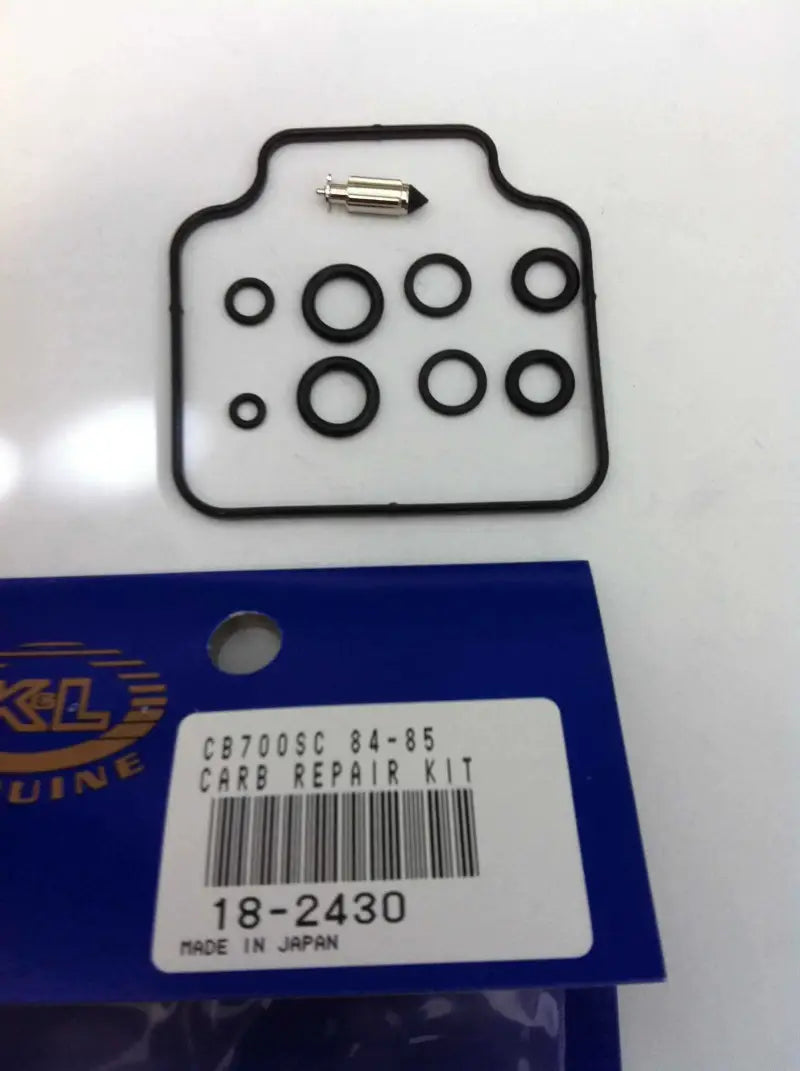 K&L
CB700SC 84-85
CARB REPAIR KIT
18-2430
MADE IN JAPAN